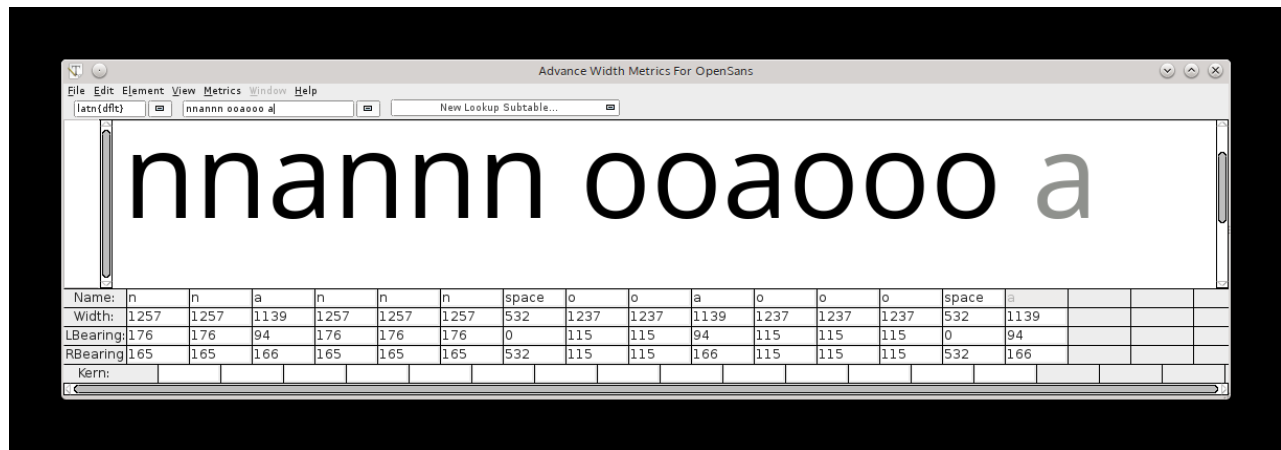 Advance Width Metrics For OpenSans
File Edit Element View Metrics Window Help
latn{dflt} nnannn ooaooo a New Lookup Subtable...
nnannn ooaooo a
Name: n n a n n n space o o a o o o space a
Width: 1257 1257 1139 1257 1257 1257 532 1237 1237 1139 1237 1237 1237 532 1139
LBearing: 176 176 94 176 176 176 0 115 115 94 115 115 115 0 94
RBearing 165 165 166 165 165 165 532 115 115 166 115 115 115 532 166
Kern: